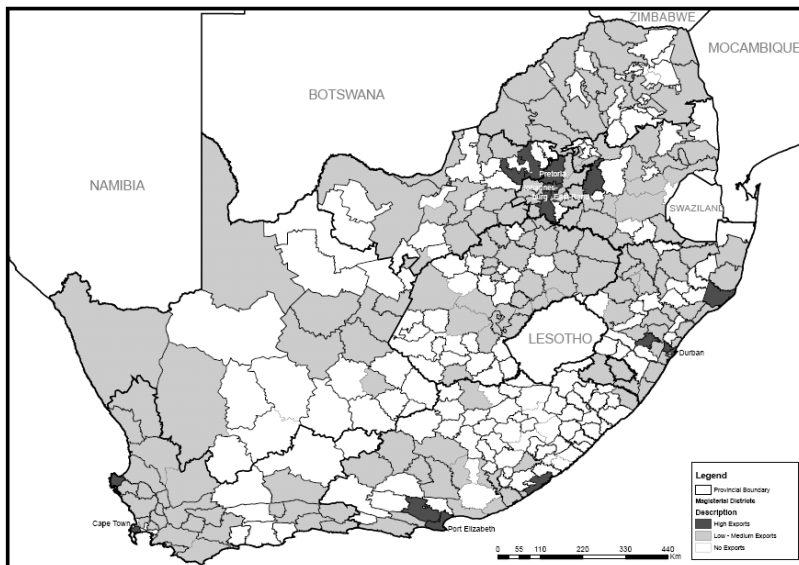 ZIMBABWE
MOCAMBIQUE
BOTSWANA
NAMIBIA
Pretoria
SWAZILAND
LESOTHO
Durban
Cape Town
Port Elizabeth
Legend
Provincial Boundary
Magisterial Districts
Description
High Exports
Low - Medium Exports
No Exports
0 55 110 220 330 440
Km